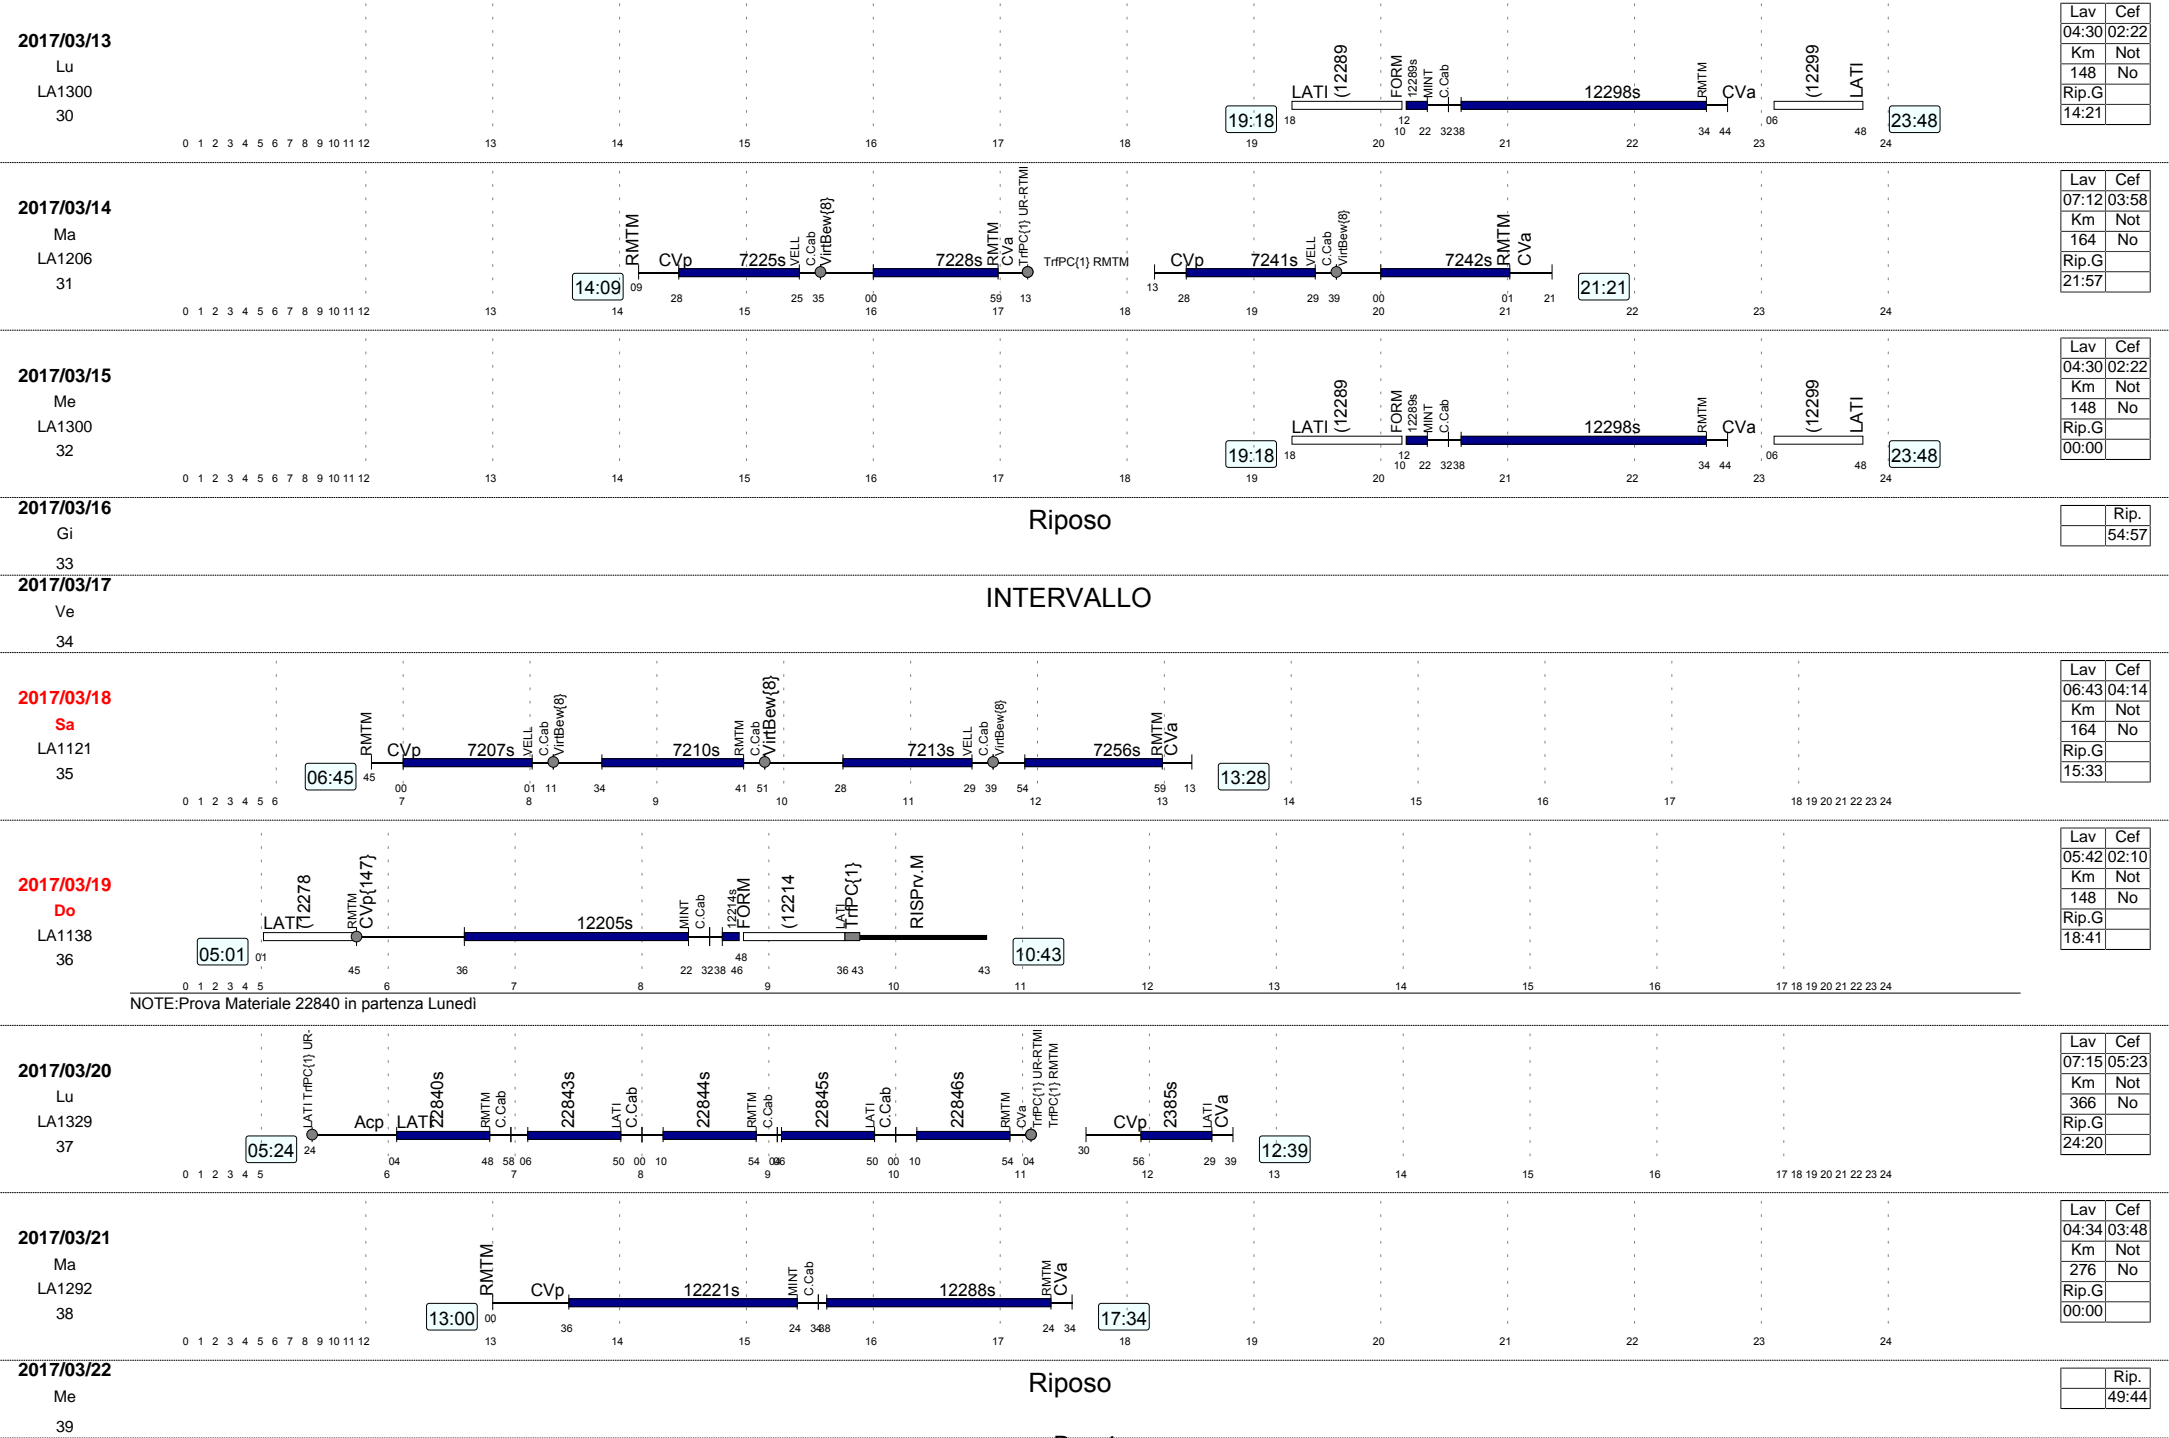 2017/03/13
Lu
LA1300
30
19:18
LATI (12289 FORM 12289s MINT C.Cab 12298s RMTM CVa (12299 LATI
18 12 10 22 32 38 34 44 06 48
23:48
0 1 2 3 4 5 6 7 8 9 10 11 12 13 14 15 16 17 18 19 20 21 22 23 24
Lav Cef
04:30 02:22
Km Not
148 No
Rip.G
14:21
2017/03/14
Ma
LA1206
31
14:09
RMTM CVp 7225s VELL C.Cab VirtBew{8} 7228s RMTM CVa TrfPC{1} UR-RTMI TrfPC{1} RMTM CVp 7241s VELL C.Cab VirtBew{8} 7242s RMTM CVa
09 28 25 35 00 59 13 13 28 29 39 00 01 21
21:21
0 1 2 3 4 5 6 7 8 9 10 11 12 13 14 15 16 17 18 19 20 21 22 23 24
Lav Cef
07:12 03:58
Km Not
164 No
Rip.G
21:57
2017/03/15
Me
LA1300
32
19:18
LATI (12289 FORM 12289s MINT C.Cab 12298s RMTM CVa (12299 LATI
18 12 10 22 32 38 34 44 06 48
23:48
0 1 2 3 4 5 6 7 8 9 10 11 12 13 14 15 16 17 18 19 20 21 22 23 24
Lav Cef
04:30 02:22
Km Not
148 No
Rip.G
00:00
2017/03/16
Gi
33
Riposo
Rip.
54:57
2017/03/17
Ve
34
INTERVALLO
2017/03/18
Sa
LA1121
35
06:45
RMTM CVp 7207s VELL C.Cab VirtBew{8} 7210s RMTM C.Cab VirtBew{8} 7213s VELL C.Cab VirtBew{8} 7256s RMTM CVa
45 00 01 11 34 41 51 28 29 39 54 59 13
13:28
0 1 2 3 4 5 6 7 8 9 10 11 12 13 14 15 16 17 18 19 20 21 22 23 24
Lav Cef
06:43 04:14
Km Not
164 No
Rip.G
15:33
2017/03/19
Do
LA1138
36
05:01
LATI (12278 RMTM CVp{147} 12205s MINT C.Cab 12214s FORM (12214 LATI TrfPC{1} RISPrv.M
01 45 36 22 32 38 46 48 36 43 43
10:43
0 1 2 3 4 5 6 7 8 9 10 11 12 13 14 15 16 17 18 19 20 21 22 23 24
NOTE:Prova Materiale 22840 in partenza Lunedì
Lav Cef
05:42 02:10
Km Not
148 No
Rip.G
18:41
2017/03/20
Lu
LA1329
37
05:24
LATI TrfPC{1} UR- Acp LATI 22840s RMTM C.Cab 22843s LATI C.Cab 22844s RMTM C.Cab 22845s LATI C.Cab 22846s RMTM CVa TrfPC{1} UR-RTMI TrfPC{1} RMTM CVp 2385s LATI CVa
24 04 48 58 06 50 00 10 54 04 06 50 00 10 54 04 30 56 29 39
12:39
0 1 2 3 4 5 6 7 8 9 10 11 12 13 14 15 16 17 18 19 20 21 22 23 24
Lav Cef
07:15 05:23
Km Not
366 No
Rip.G
24:20
2017/03/21
Ma
LA1292
38
13:00
RMTM CVp 12221s MINT C.Cab 12288s RMTM CVa
00 36 24 34 38 24 34
17:34
0 1 2 3 4 5 6 7 8 9 10 11 12 13 14 15 16 17 18 19 20 21 22 23 24
Lav Cef
04:34 03:48
Km Not
276 No
Rip.G
00:00
2017/03/22
Me
39
Riposo
Rip.
49:44